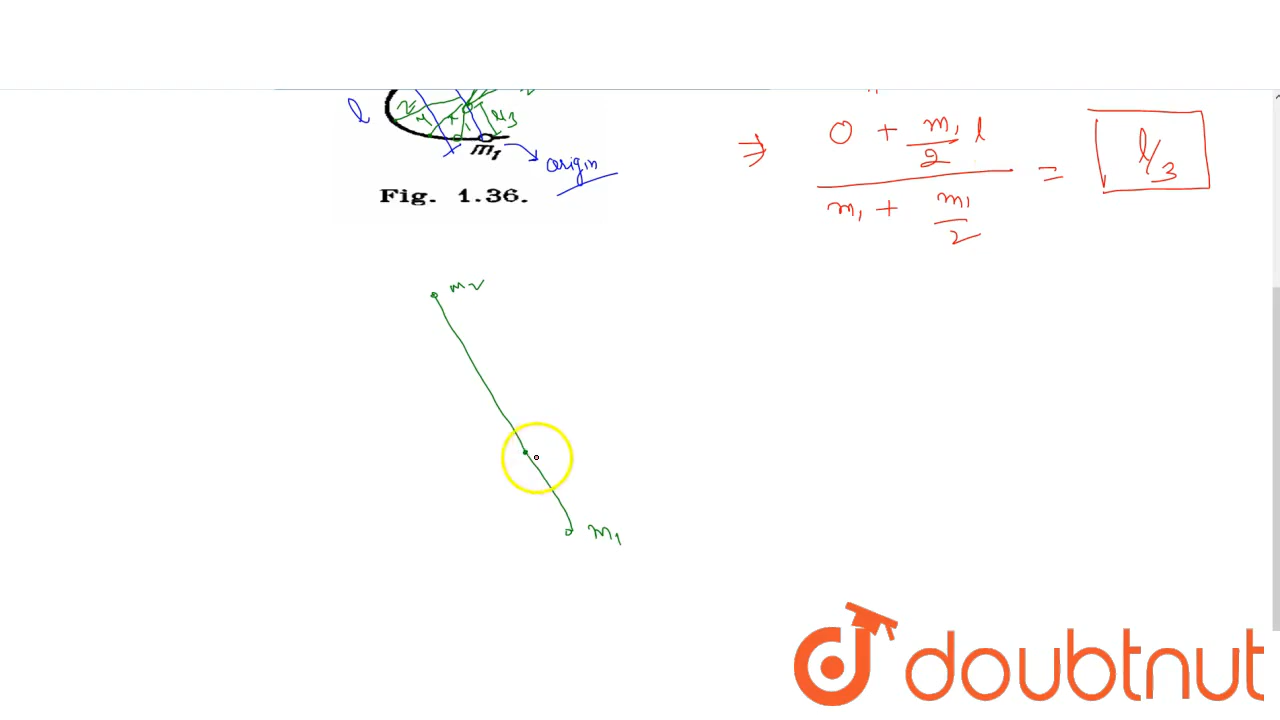 l
m₁
origin
Fig. 1.36.
⇒ (0 + m₁/2 l) / (m₁ + m₁/2) = l/3
m₂
m₁
doubtnut